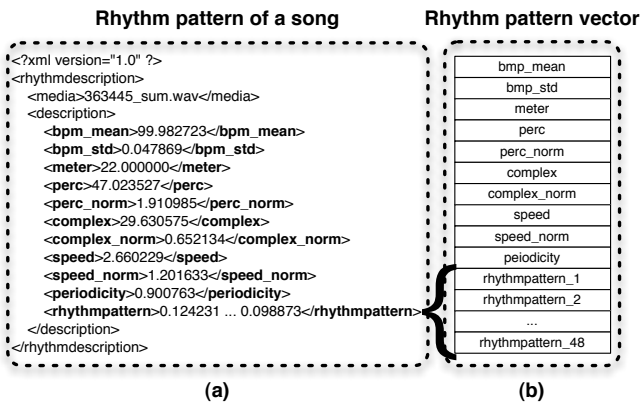 Rhythm pattern of a song
<?xml version="1.0" ?>
<rhythmdescription>
<media>363445_sum.wav</media>
<description>
<bpm_mean>99.982723</bpm_mean>
<bpm_std>0.047869</bpm_std>
<meter>22.000000</meter>
<perc>47.023527</perc>
<perc_norm>1.910985</perc_norm>
<complex>29.630575</complex>
<complex_norm>0.652134</complex_norm>
<speed>2.660229</speed>
<speed_norm>1.201633</speed_norm>
<periodicity>0.900763</periodicity>
<rhythmpattern>0.124231 ... 0.098873</rhythmpattern>
</description>
</rhythmdescription>
(a)
Rhythm pattern vector
bmp_mean
bmp_std
meter
perc
perc_norm
complex
complex_norm
speed
speed_norm
peiodicity
rhythmpattern_1
rhythmpattern_2
...
rhythmpattern_48
(b)